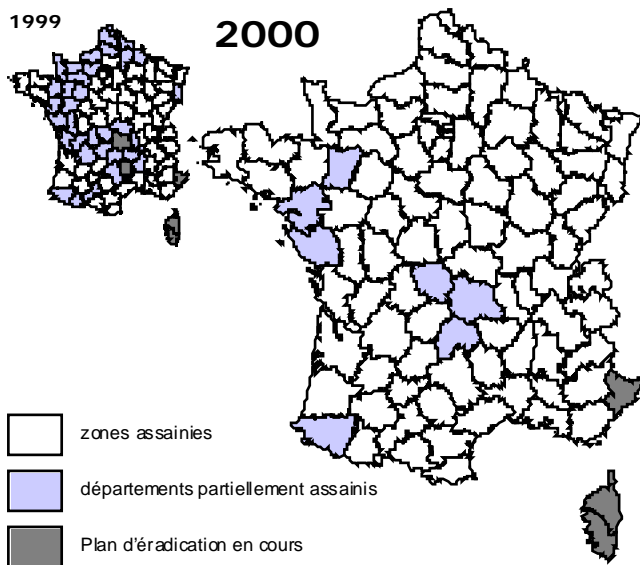 1999
2000
zones assainies
départements partiellement assainis
Plan d'éradication en cours